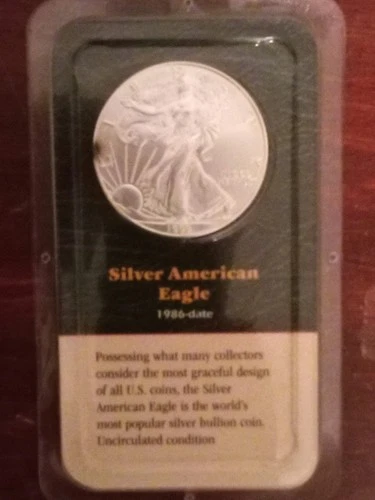 Silver American
Eagle
1986-date
Possessing what many collectors
consider the most graceful design
of all U.S. coins, the Silver
American Eagle is the world's
most popular silver bullion coin.
Uncirculated condition